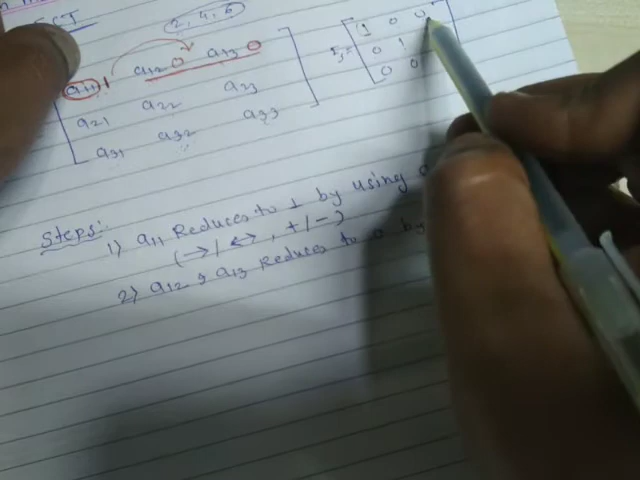 2, 4, 6
a11 1 a12 0 a13 0
a21 a22 a23
a31 a32 a33
I3 = 1 0 0
0 1
0 0
Steps:
1) a11 Reduces to 1 by using
(→/ ↔, +/-)
2) a12 & a13 Reduces to 0 by